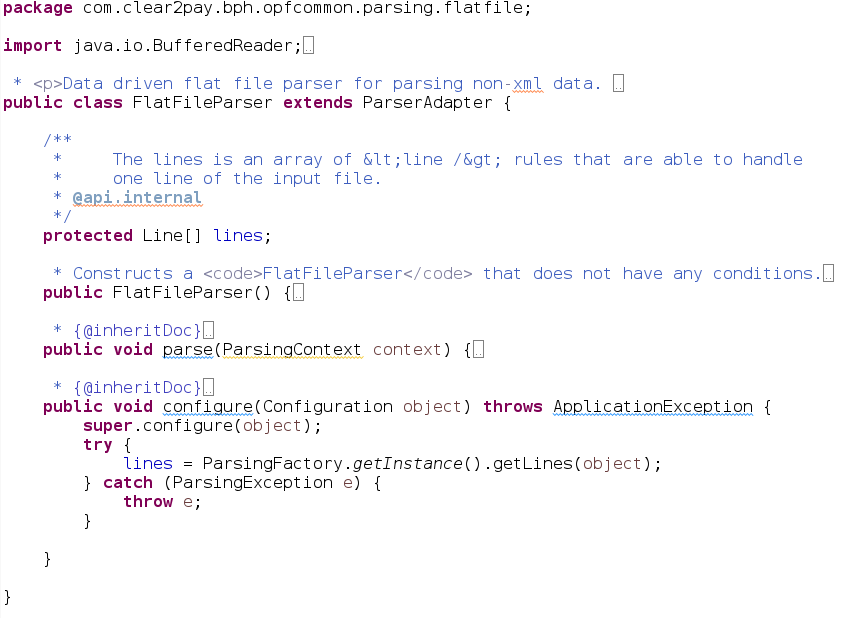 package com.clear2pay.bph.opfcommon.parsing.flatfile;
import java.io.BufferedReader;
* <p>Data driven flat file parser for parsing non-xml data.
public class FlatFileParser extends ParserAdapter {
/**
*     The lines is an array of &lt;line /&gt; rules that are able to handle
*     one line of the input file.
* @api.internal
*/
protected Line[] lines;
* Constructs a <code>FlatFileParser</code> that does not have any conditions.
public FlatFileParser() {
* {@inheritDoc}
public void parse(ParsingContext context) {
* {@inheritDoc}
public void configure(Configuration object) throws ApplicationException {
super.configure(object);
try {
lines = ParsingFactory.getInstance().getLines(object);
} catch (ParsingException e) {
throw e;
}
}
}